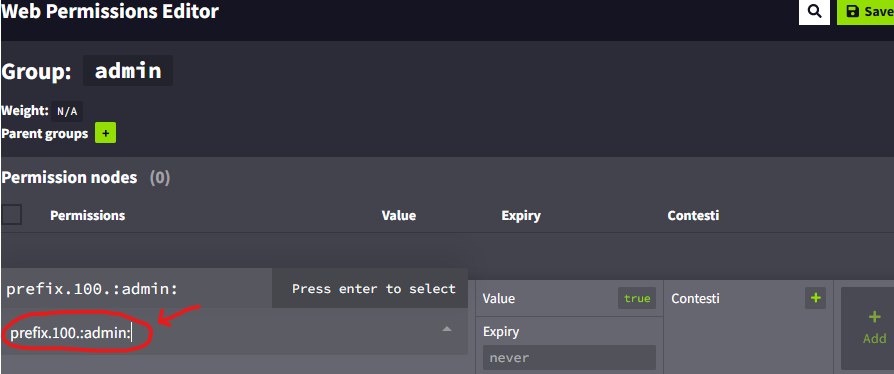 Web Permissions Editor
Save
Group: admin
Weight: N/A
Parent groups +
Permission nodes (0)
Permissions Value Expiry Contesti
prefix.100.:admin: Press enter to select
prefix.100.:admin:
Value true
Expiry
never
Contesti +
+
Add